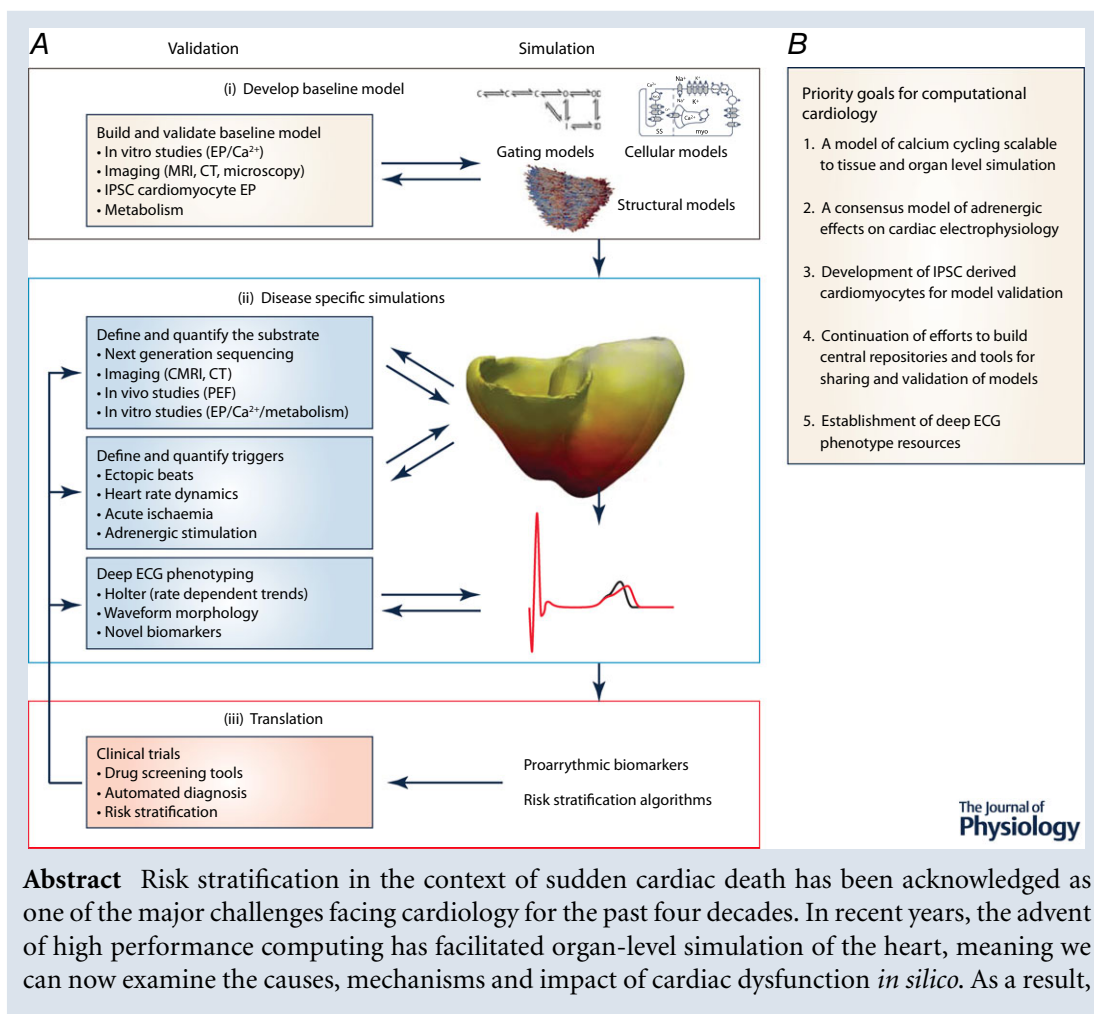 A
Validation
Simulation
(i) Develop baseline model
Build and validate baseline model
• In vitro studies (EP/Ca²⁺)
• Imaging (MRI, CT, microscopy)
• IPSC cardiomyocyte EP
• Metabolism
Gating models
Cellular models
Structural models
Na⁺
K⁺
Ca²⁺
Na⁺
K⁺
Ca²⁺
SS
myo
(ii) Disease specific simulations
Define and quantify the substrate
• Next generation sequencing
• Imaging (CMRI, CT)
• In vivo studies (PEF)
• In vitro studies (EP/Ca²⁺/metabolism)
Define and quantify triggers
• Ectopic beats
• Heart rate dynamics
• Acute ischaemia
• Adrenergic stimulation
Deep ECG phenotyping
• Holter (rate dependent trends)
• Waveform morphology
• Novel biomarkers
(iii) Translation
Clinical trials
• Drug screening tools
• Automated diagnosis
• Risk stratification
Proarrythmic biomarkers
Risk stratification algorithms
B
Priority goals for computational
cardiology
1. A model of calcium cycling scalable
to tissue and organ level simulation
2. A consensus model of adrenergic
effects on cardiac electrophysiology
3. Development of IPSC derived
cardiomyocytes for model validation
4. Continuation of efforts to build
central repositories and tools for
sharing and validation of models
5. Establishment of deep ECG
phenotype resources
The Journal of
Physiology
Abstract Risk stratification in the context of sudden cardiac death has been acknowledged as
one of the major challenges facing cardiology for the past four decades. In recent years, the advent
of high performance computing has facilitated organ-level simulation of the heart, meaning we
can now examine the causes, mechanisms and impact of cardiac dysfunction in silico. As a result,